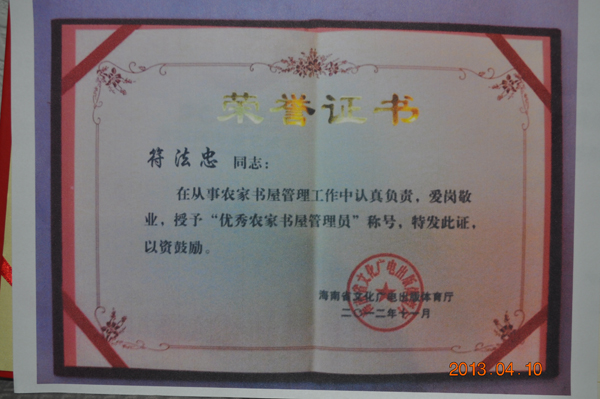 荣誉证书
符法忠 同志：
在从事农家书屋管理工作中认真负责，爱岗敬
业，授予“优秀农家书屋管理员”称号，特发此证，
以资鼓励。
海南省文化广电出版体育厅
二〇一二年十一月
2013.04.10